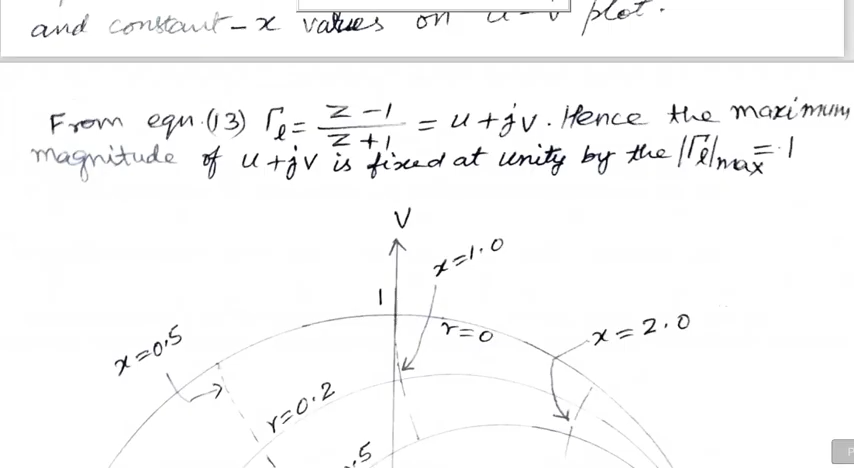 and constant-x values on u-v plot.
From eqn.(13) Γℓ = (z-1)/(z+1) = u+jv. Hence the maximum
magnitude of u+jv is fixed at unity by the |Γℓ|max = 1
V
x=1.0
1
r=0
x=2.0
x=0.5
r=0.2
.5